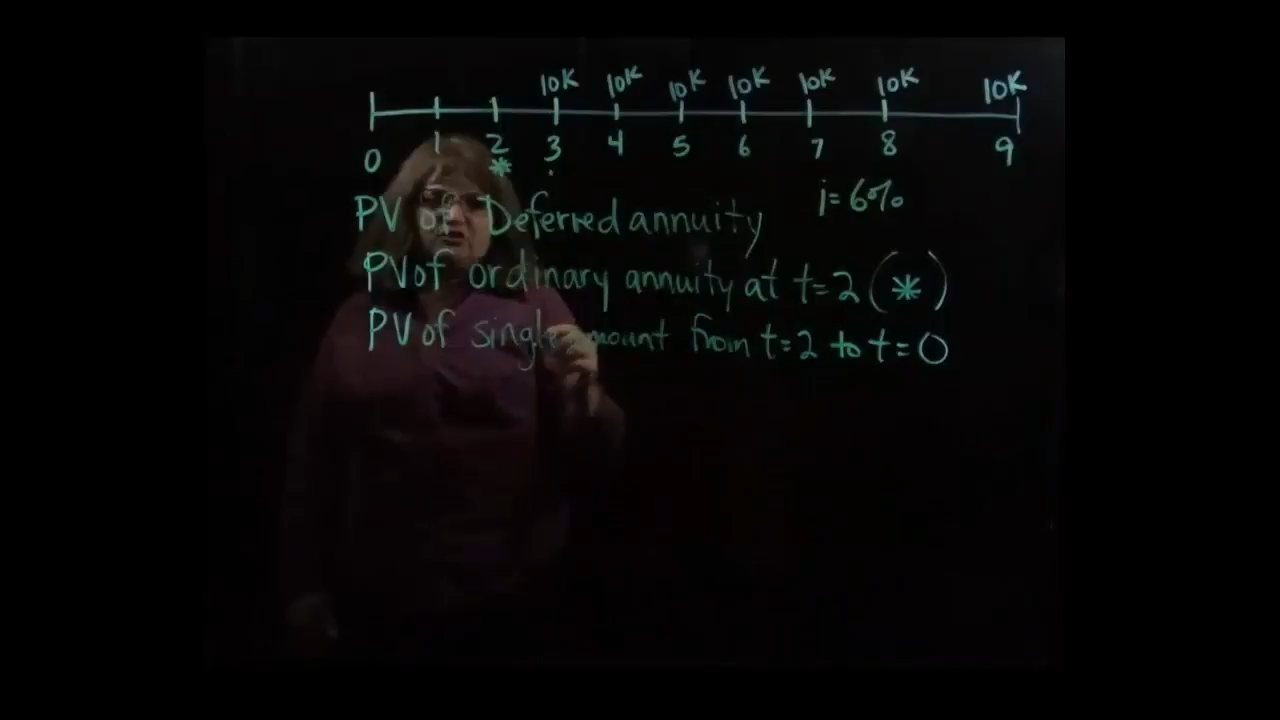 10K 10K 10K 10K 10K 10K 10K
0 1 2 3 4 5 6 7 8 9
*
i=6%
PV of Deferred annuity
PV of ordinary annuity at t=2 (*)
PV of single amount from t=2 to t=0